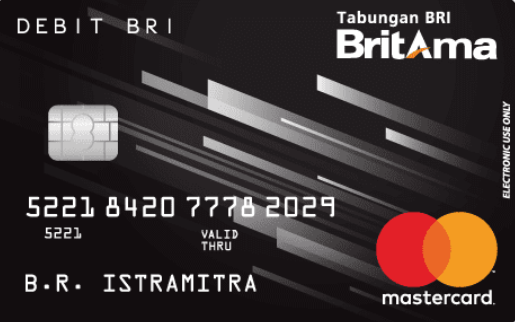 DEBIT BRI
Tabungan BRI
BritAma
ELECTRONIC USE ONLY
5221 8420 7778 2029
5221
VALID
THRU
B.R. ISTRAMITRA
mastercard.